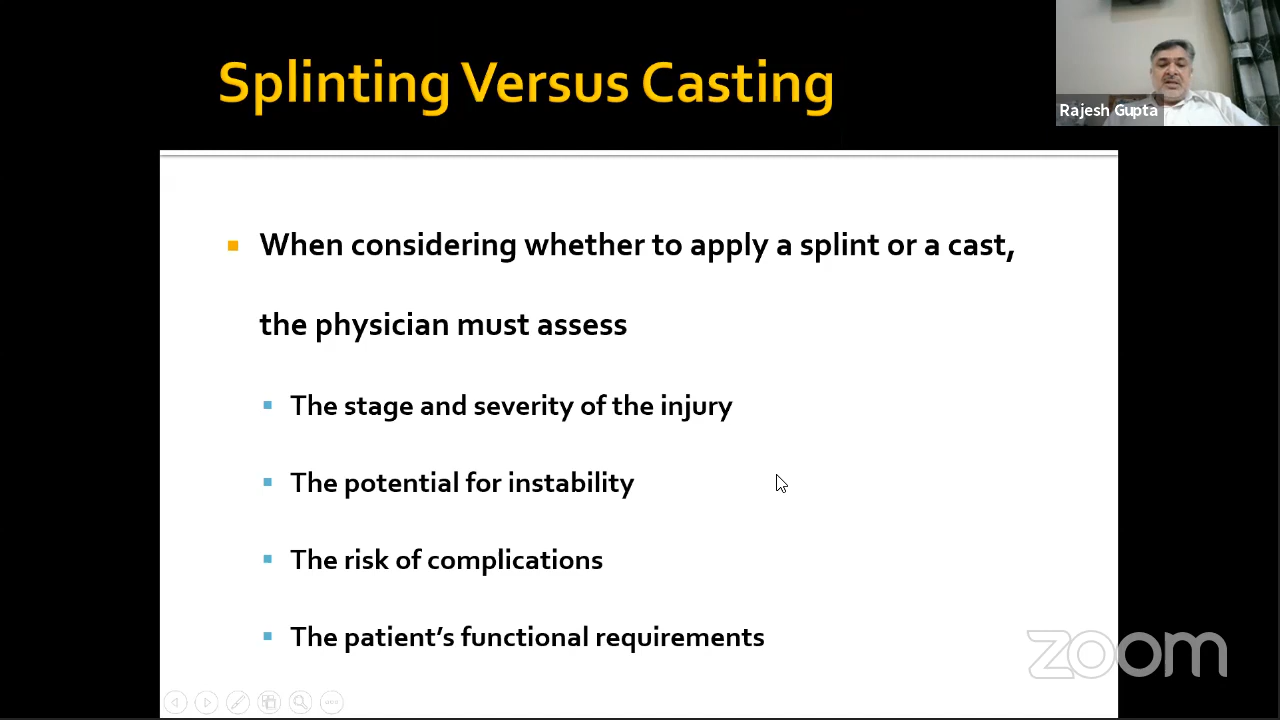 Splinting Versus Casting
Rajesh Gupta
When considering whether to apply a splint or a cast,
the physician must assess
The stage and severity of the injury
The potential for instability
The risk of complications
The patient’s functional requirements
zoom